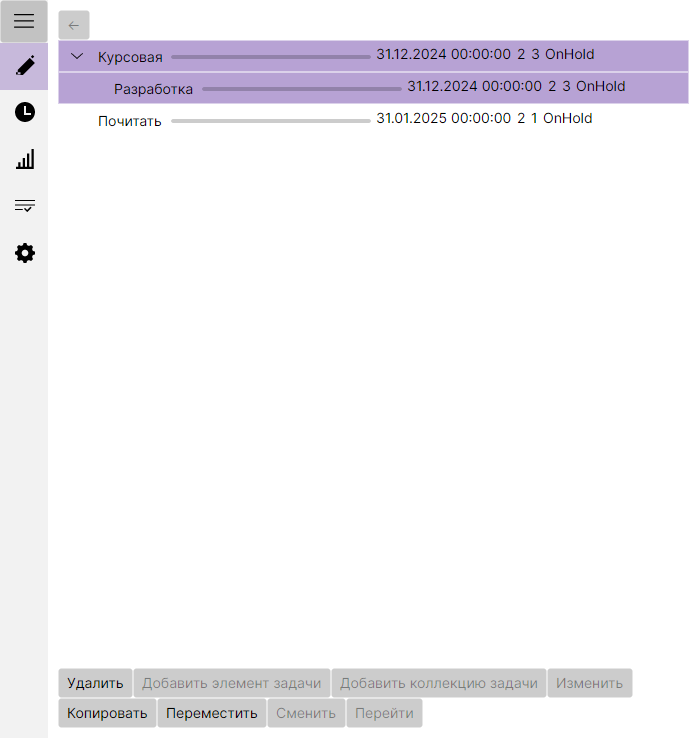 ←
Курсовая 31.12.2024 00:00:00 2 3 OnHold
Разработка 31.12.2024 00:00:00 2 3 OnHold
Почитать 31.01.2025 00:00:00 2 1 OnHold
Удалить Добавить элемент задачи Добавить коллекцию задачи Изменить
Копировать Переместить Сменить Перейти